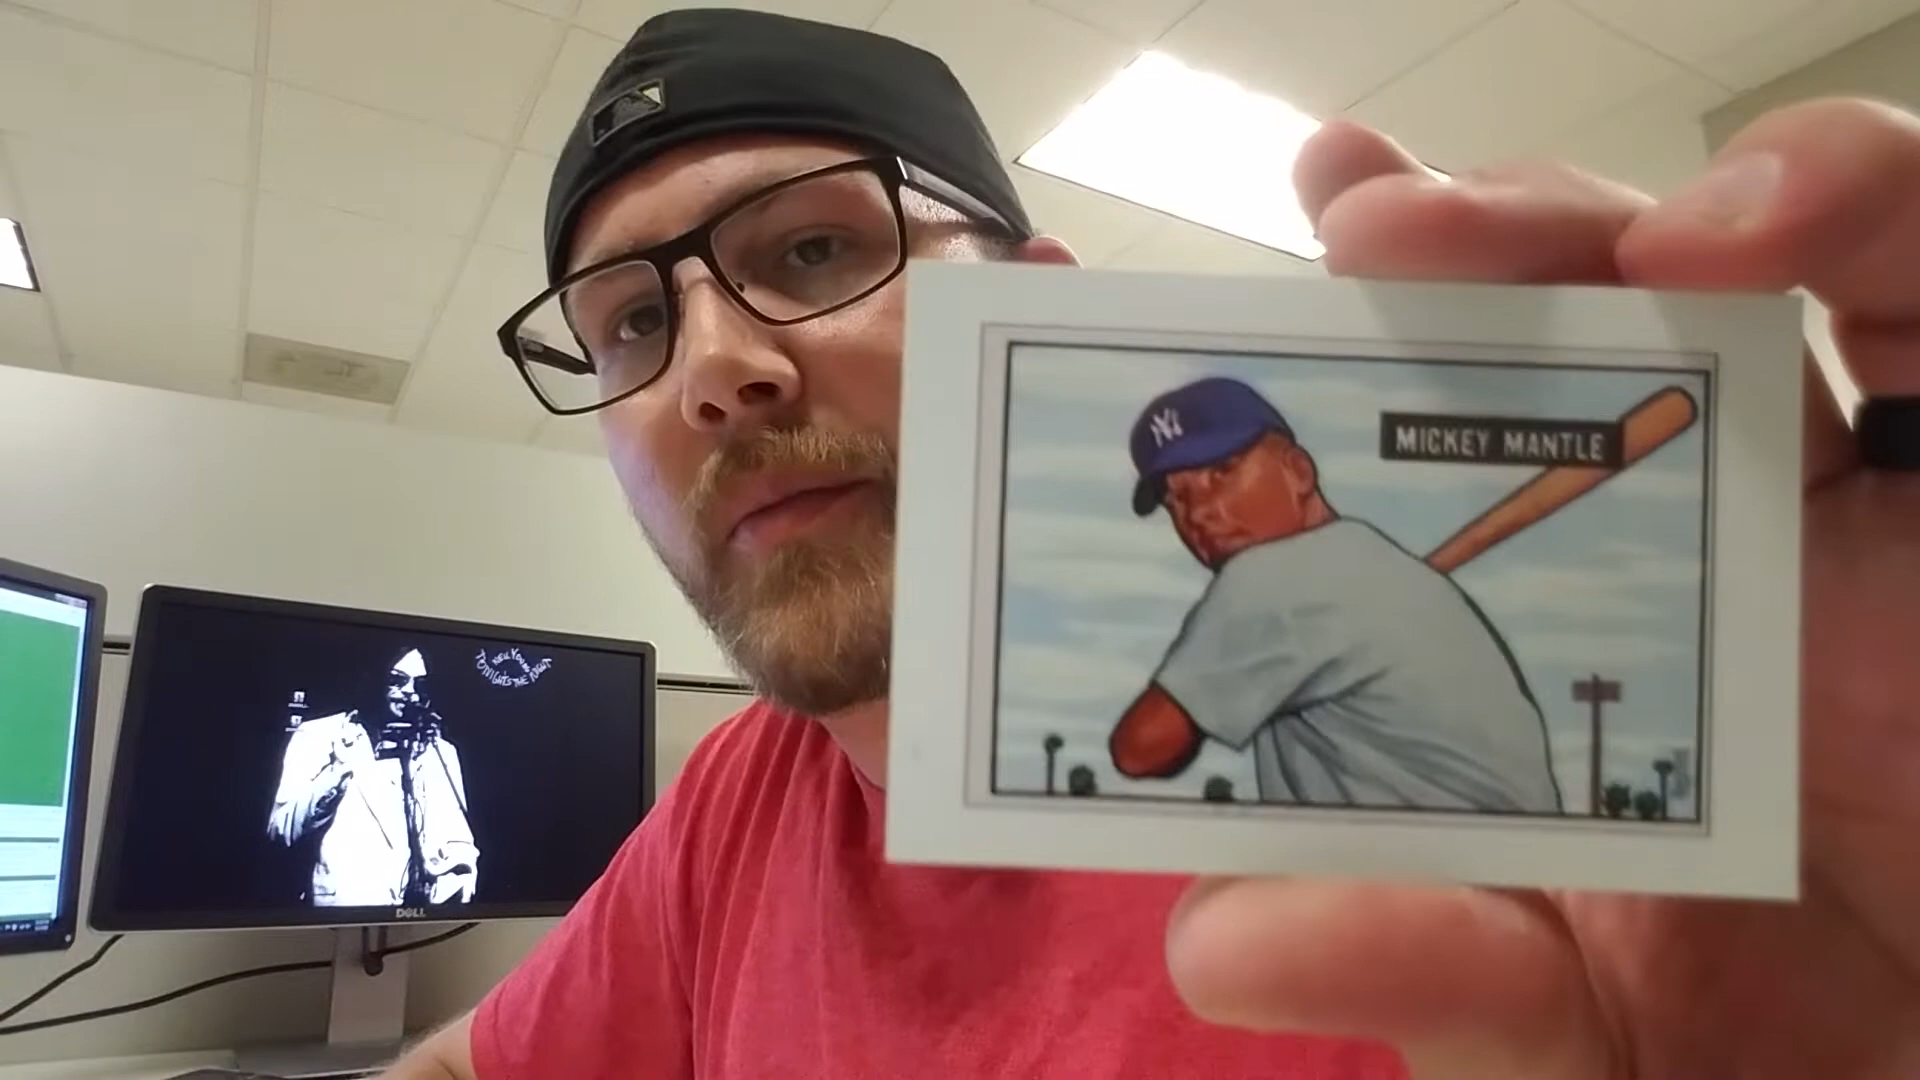 NY
MICKEY MANTLE
NEIL YOUNG
TONIGHT'S THE NIGHT
DELL